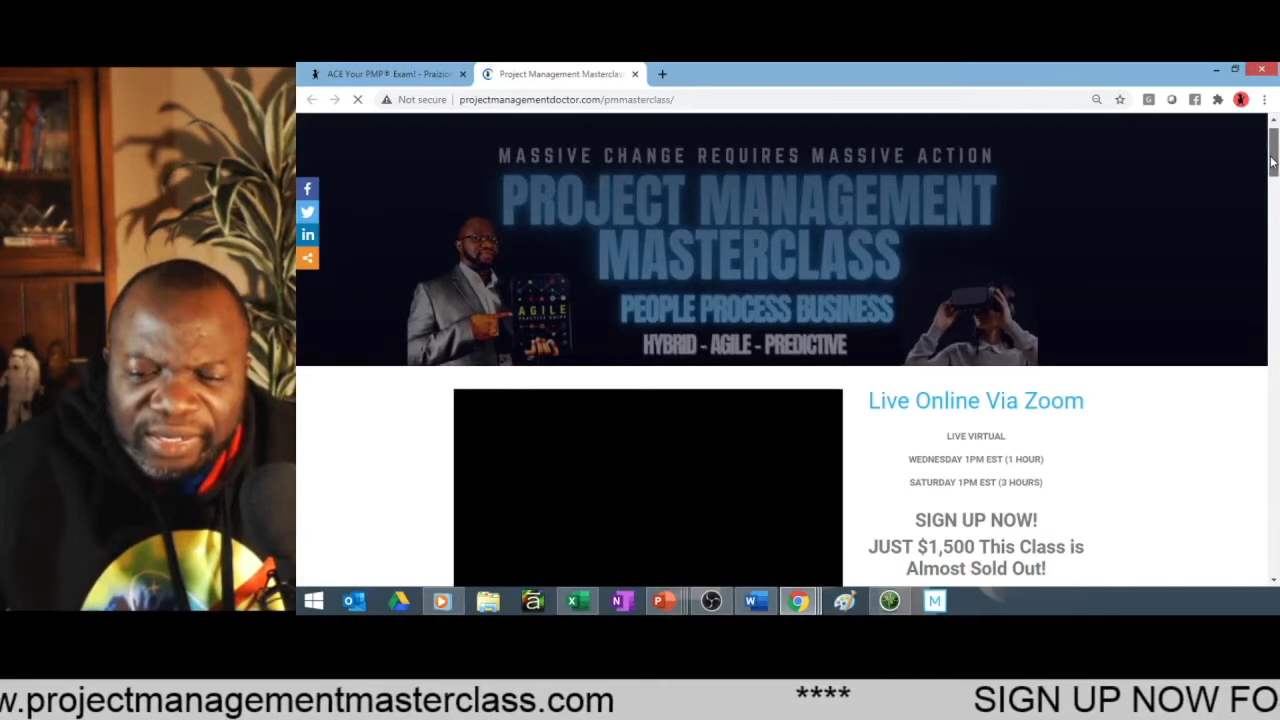 ACE Your PMP® Exam! - Praizion
Project Management Masterclas
Not secure
projectmanagementdoctor.com/pmmasterclass/
MASSIVE CHANGE REQUIRES MASSIVE ACTION
PROJECT MANAGEMENT
MASTERCLASS
PEOPLE PROCESS BUSINESS
HYBRID - AGILE - PREDICTIVE
AGILE
Live Online Via Zoom
LIVE VIRTUAL
WEDNESDAY 1PM EST (1 HOUR)
SATURDAY 1PM EST (3 HOURS)
SIGN UP NOW!
JUST $1,500 This Class is
Almost Sold Out!
w.projectmanagementmasterclass.com **** SIGN UP NOW FO